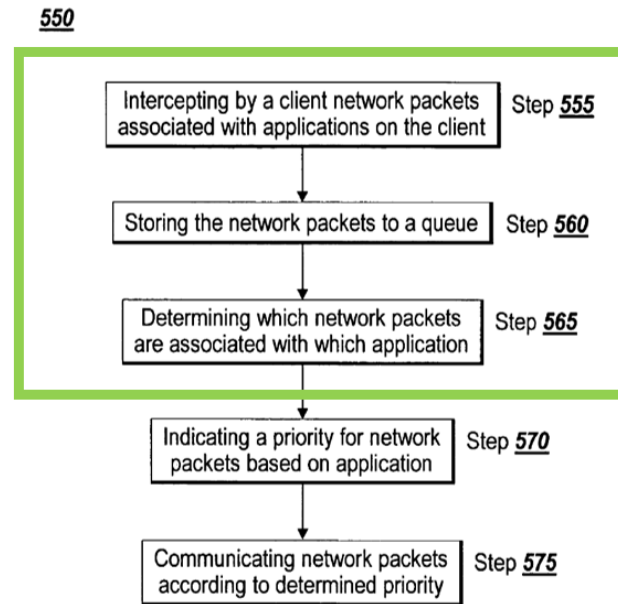 550
Intercepting by a client network packets
associated with applications on the client
Step 555
Storing the network packets to a queue
Step 560
Determining which network packets
are associated with which application
Step 565
Indicating a priority for network
packets based on application
Step 570
Communicating network packets
according to determined priority
Step 575